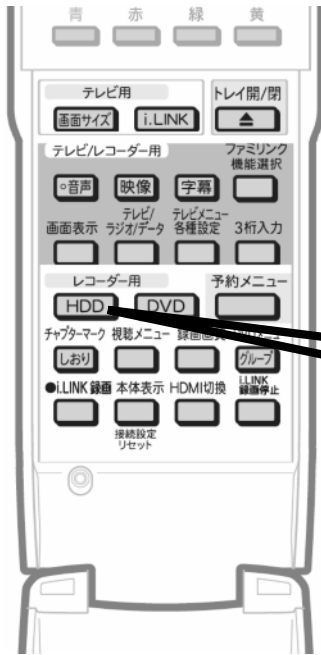 青 赤 緑 黄
テレビ用
トレイ開/閉
画面サイズ i.LINK
テレビ/レコーダー用
ファミリンク
機能選択
音声 映像 字幕
画面表示
テレビ/
ラジオ/データ
テレビメニュー
各種設定
3桁入力
レコーダー用
予約メニュー
HDD DVD
チャプターマーク 視聴メニュー 録画画質
しおり グループ
●i.LINK 録画 本体表示 HDMI切換
i.LINK
録画停止
接続設定
リセット